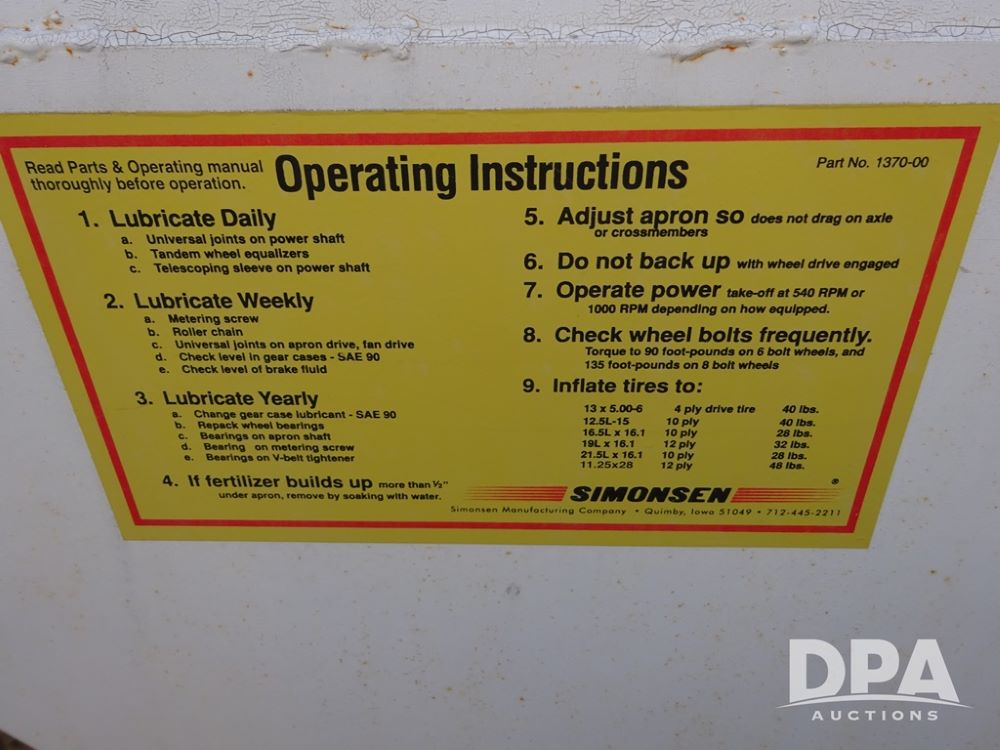 Read Parts & Operating manual
thoroughly before operation.
Operating Instructions
Part No. 1370-00
1. Lubricate Daily
a. Universal joints on power shaft
b. Tandem wheel equalizers
c. Telescoping sleeve on power shaft
2. Lubricate Weekly
a. Metering screw
b. Roller chain
c. Universal joints on apron drive, fan drive
d. Check level in gear cases - SAE 90
e. Check level of brake fluid
3. Lubricate Yearly
a. Change gear case lubricant - SAE 90
b. Repack wheel bearings
c. Bearings on apron shaft
d. Bearing on metering screw
e. Bearings on V-belt tightener
4. If fertilizer builds up more than ½"
under apron, remove by soaking with water.
5. Adjust apron so does not drag on axle
or crossmembers
6. Do not back up with wheel drive engaged
7. Operate power take-off at 540 RPM or
1000 RPM depending on how equipped.
8. Check wheel bolts frequently.
Torque to 90 foot-pounds on 6 bolt wheels, and
135 foot-pounds on 8 bolt wheels
9. Inflate tires to:
13 x 5.00-6 4 ply drive tire 40 lbs.
12.5L-15 10 ply 40 lbs.
16.5L x 16.1 10 ply 28 lbs.
19L x 16.1 12 ply 32 lbs.
21.5L x 16.1 10 ply 28 lbs.
11.25x28 12 ply 48 lbs.
SIMONSEN ®
Simonsen Manufacturing Company • Quimby, Iowa 51049 • 712-445-2211
DPA
AUCTIONS